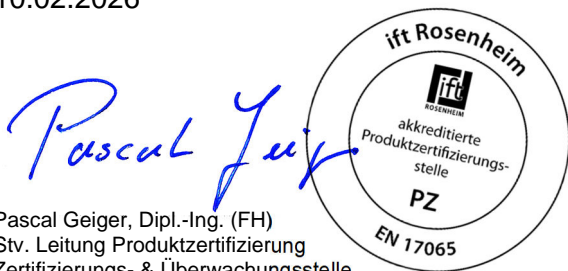 10.02.2026
Pascal Geiger
ift Rosenheim
ift
ROSENHEIM
akkreditierte
Produktzertifizierungs-
stelle
PZ
EN 17065
Pascal Geiger, Dipl.-Ing. (FH)
Stv. Leitung Produktzertifizierung
Zertifizierungs- & Überwachungsstelle